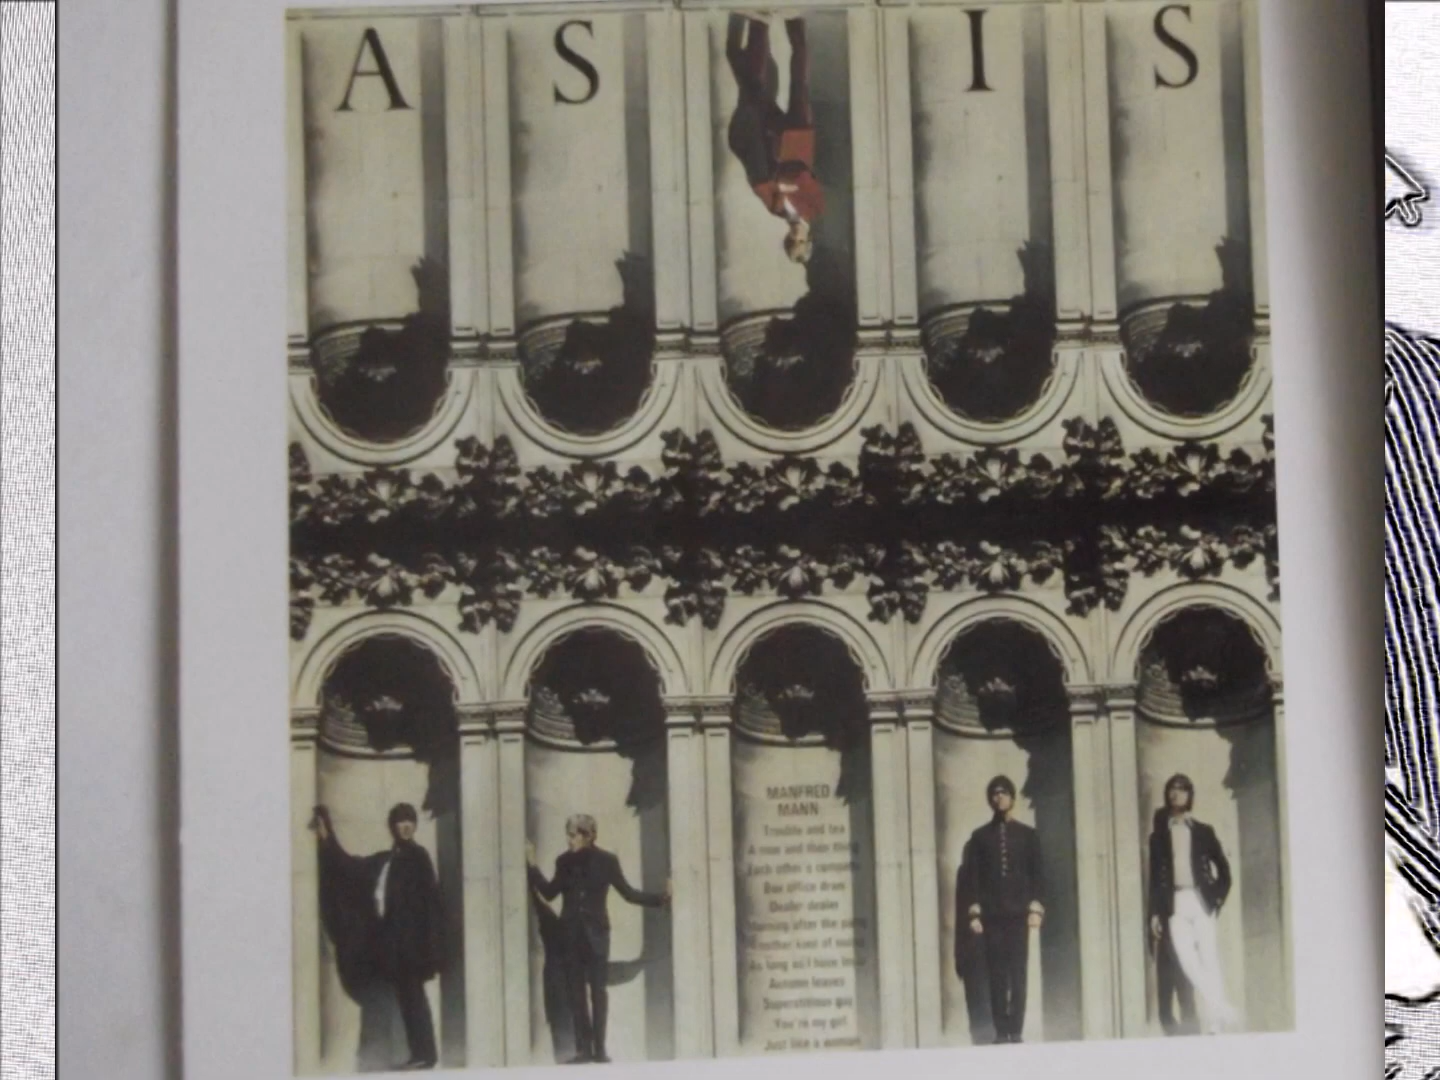 A S I S
MANFRED
MANN
Trouble and tea
A now and then thing
Each other's company
Box office draw
Dealer dealer
Morning after the party
Another kind of music
As long as I have lovin
Autumn leaves
Superstitious guy
You're my girl
Just like a woman